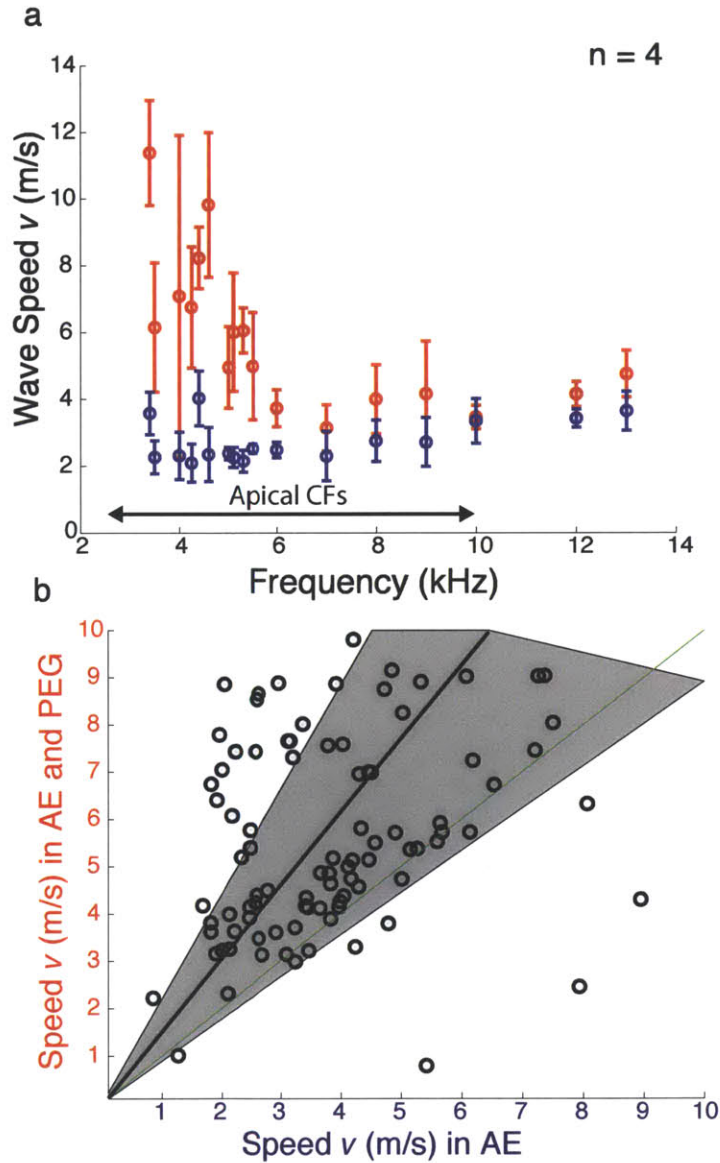 a
n = 4
Wave Speed v (m/s)
14
12
10
8
6
4
2
0
Apical CFs
2 4 6 8 10 12 14
Frequency (kHz)
b
Speed v (m/s) in AE and PEG
10
9
8
7
6
5
4
3
2
1
1 2 3 4 5 6 7 8 9 10
Speed v (m/s) in AE